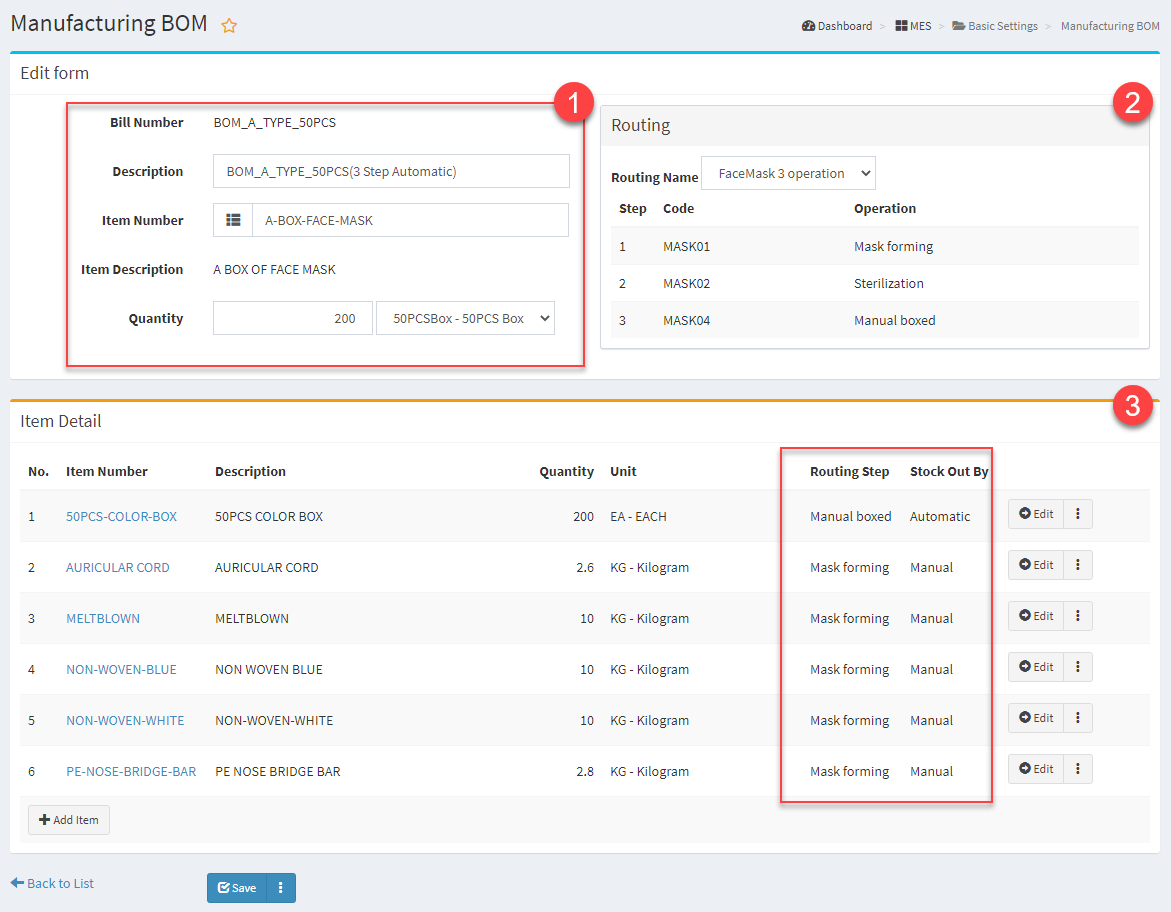 Manufacturing BOM
Dashboard > MES > Basic Settings > Manufacturing BOM
Edit form
1
2
Bill Number BOM_A_TYPE_50PCS
Description BOM_A_TYPE_50PCS(3 Step Automatic)
Item Number A-BOX-FACE-MASK
Item Description A BOX OF FACE MASK
Quantity 200 50PCSBox - 50PCS Box
Routing
Routing Name FaceMask 3 operation
Step Code Operation
1 MASK01 Mask forming
2 MASK02 Sterilization
3 MASK04 Manual boxed
3
Item Detail
No. Item Number Description Quantity Unit Routing Step Stock Out By
1 50PCS-COLOR-BOX 50PCS COLOR BOX 200 EA - EACH Manual boxed Automatic Edit
2 AURICULAR CORD AURICULAR CORD 2.6 KG - Kilogram Mask forming Manual Edit
3 MELTBLOWN MELTBLOWN 10 KG - Kilogram Mask forming Manual Edit
4 NON-WOVEN-BLUE NON WOVEN BLUE 10 KG - Kilogram Mask forming Manual Edit
5 NON-WOVEN-WHITE NON-WOVEN-WHITE 10 KG - Kilogram Mask forming Manual Edit
6 PE-NOSE-BRIDGE-BAR PE NOSE BRIDGE BAR 2.8 KG - Kilogram Mask forming Manual Edit
Add Item
Back to List Save